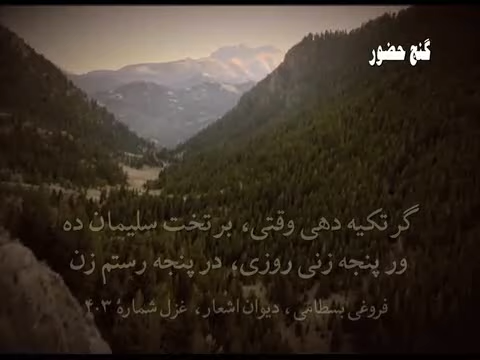 گنج حضور
گر تکیه دهی وقتی، بر تخت سلیمان ده
ور پنجه زنی روزی، در پنجه رستم زن
فروغی بسطامی، دیوان اشعار، غزل شمارهٔ ۴۰۳